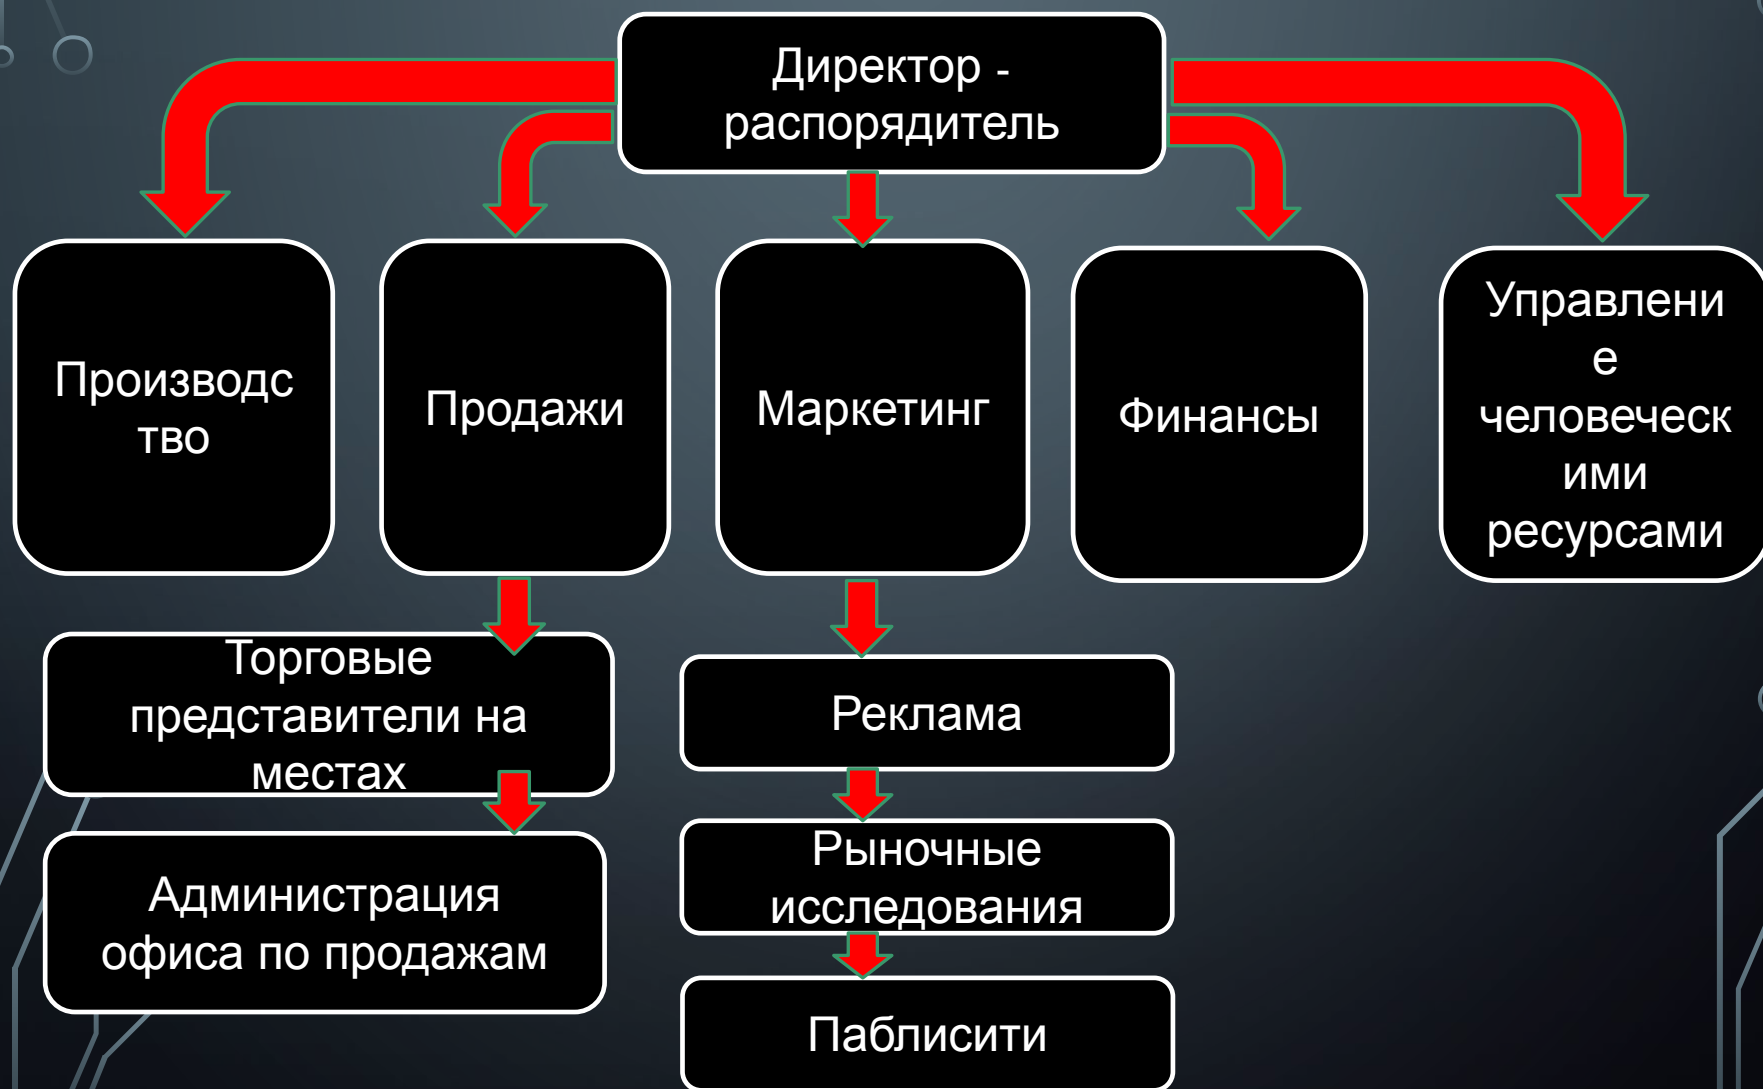 Директор -
распорядитель
Производс
тво
Продажи
Маркетинг
Финансы
Управлени
е
человеческ
ими
ресурсами
Торговые
представители на
местах
Администрация
офиса по продажам
Реклама
Рыночные
исследования
Паблисити